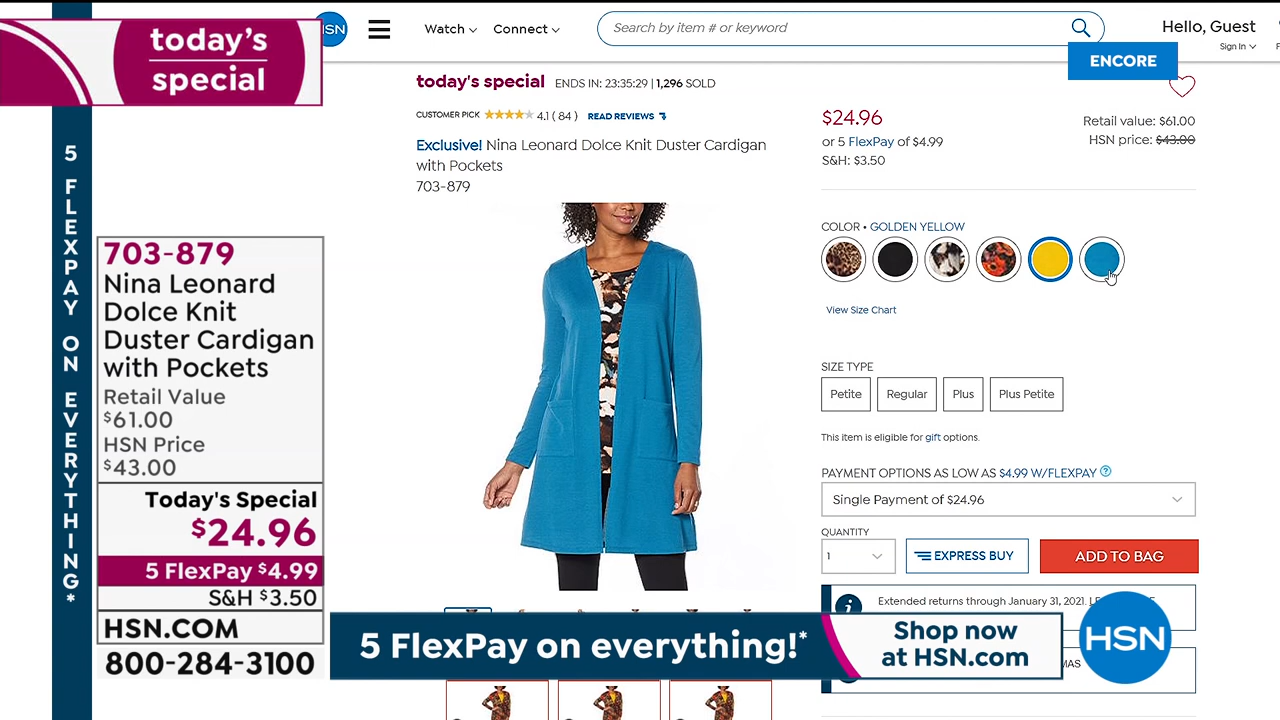 today's
special
5 FLEXPAY ON EVERYTHING!*
703-879
Nina Leonard
Dolce Knit
Duster Cardigan
with Pockets
Retail Value
$61.00
HSN Price
$43.00
Today's Special
$24.96
5 FlexPay $4.99
S&H $3.50
HSN.COM
800-284-3100
HSN
Watch
Connect
Search by item # or keyword
Hello, Guest
Sign In
ENCORE
today's special ENDS IN: 23:35:29 | 1,296 SOLD
CUSTOMER PICK 4.1 ( 84 ) READ REVIEWS
Exclusive! Nina Leonard Dolce Knit Duster Cardigan
with Pockets
703-879
$24.96
or 5 FlexPay of $4.99
S&H: $3.50
Retail value: $61.00
HSN price: $43.00
COLOR • GOLDEN YELLOW
View Size Chart
SIZE TYPE
Petite
Regular
Plus
Plus Petite
This item is eligible for gift options.
PAYMENT OPTIONS AS LOW AS $4.99 W/FLEXPAY ?
Single Payment of $24.96
QUANTITY
1
EXPRESS BUY
ADD TO BAG
i
Extended returns through January 31, 2021.
5 FlexPay on everything!*
Shop now
at HSN.com
HSN